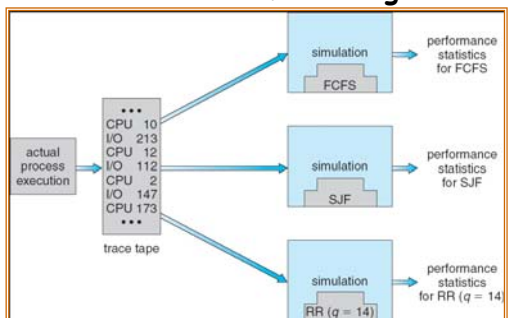 actual
process
execution
• • •
CPU 10
I/O 213
CPU 12
I/O 112
CPU 2
I/O 147
CPU 173
• • •
trace tape
simulation
FCFS
performance
statistics
for FCFS
simulation
SJF
performance
statistics
for SJF
simulation
RR (q = 14)
performance
statistics
for RR (q = 14)